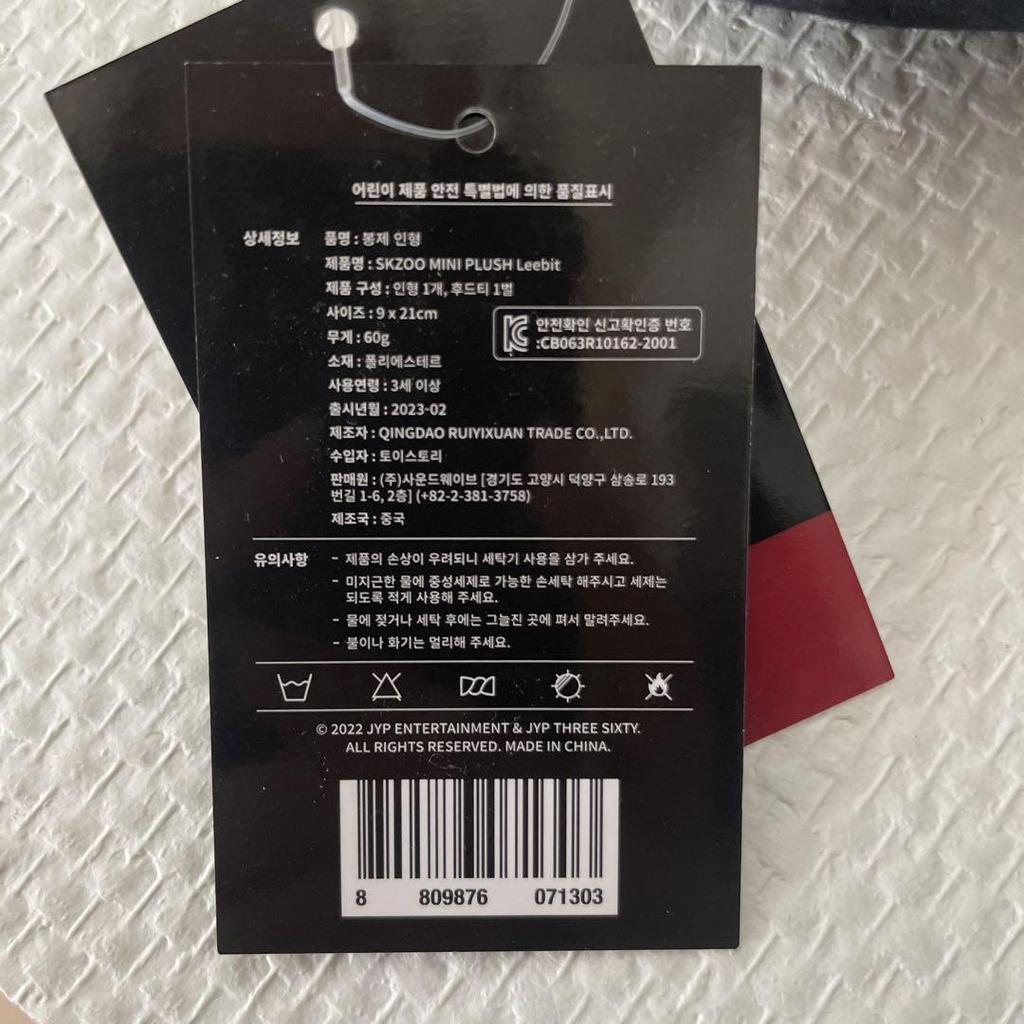 어린이 제품 안전 특별법에 의한 품질표시
상세정보 품명 : 봉제 인형
제품명 : SKZOO MINI PLUSH Leebit
제품 구성 : 인형 1개, 후드티 1벌
사이즈 : 9 x 21cm
무게 : 60g
안전확인 신고확인증 번호
:CB063R10162-2001
소재 : 폴리에스테르
사용연령 : 3세 이상
출시년월 : 2023-02
제조자 : QINGDAO RUIYIXUAN TRADE CO.,LTD.
수입자 : 토이스토리
판매원 : (주)사운드웨이브 [경기도 고양시 덕양구 삼송로 193
번길 1-6, 2층] (+82-2-381-3758)
제조국 : 중국
유의사항 - 제품의 손상이 우려되니 세탁기 사용을 삼가 주세요.
- 미지근한 물에 중성세제로 가능한 손세탁 해주시고 세제는
되도록 적게 사용해 주세요.
- 물에 젖거나 세탁 후에는 그늘진 곳에 펴서 말려주세요.
- 불이나 화기는 멀리해 주세요.
© 2022 JYP ENTERTAINMENT & JYP THREE SIXTY.
ALL RIGHTS RESERVED. MADE IN CHINA.
8 809876 071303